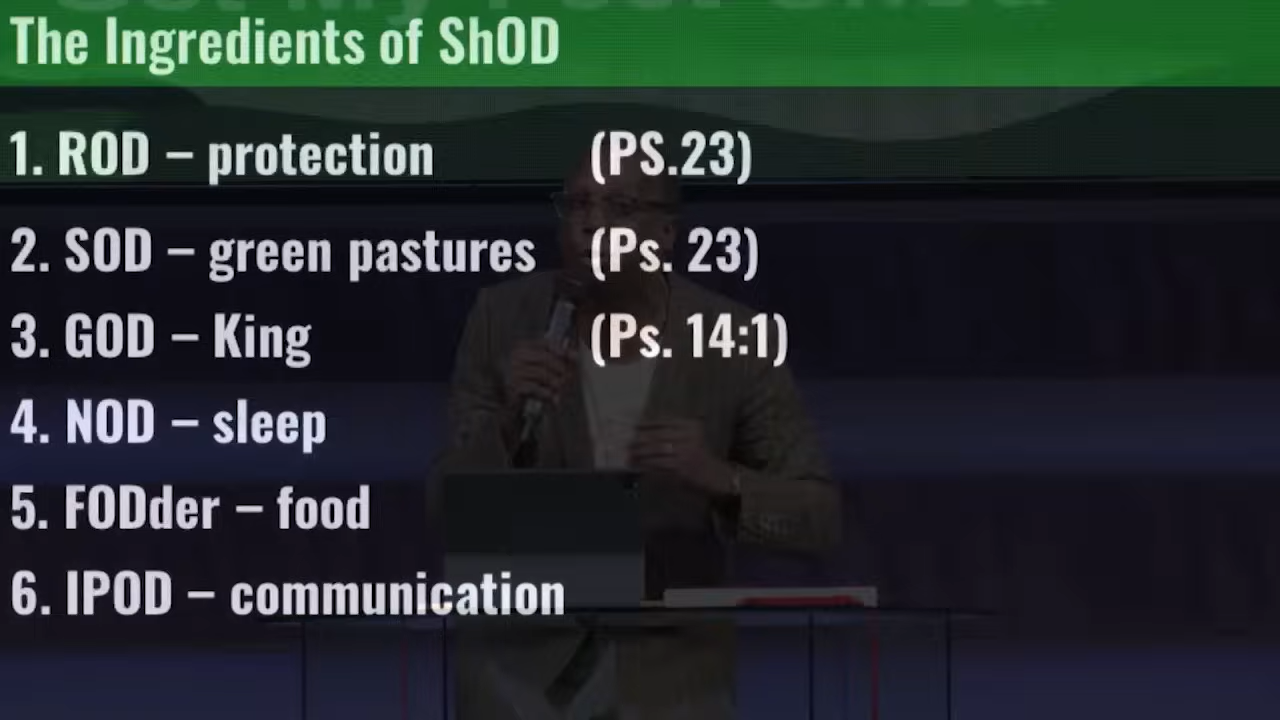 The Ingredients of ShOD
1. ROD – protection (PS.23)
2. SOD – green pastures (Ps. 23)
3. GOD – King (Ps. 14:1)
4. NOD – sleep
5. FODder – food
6. IPOD – communication